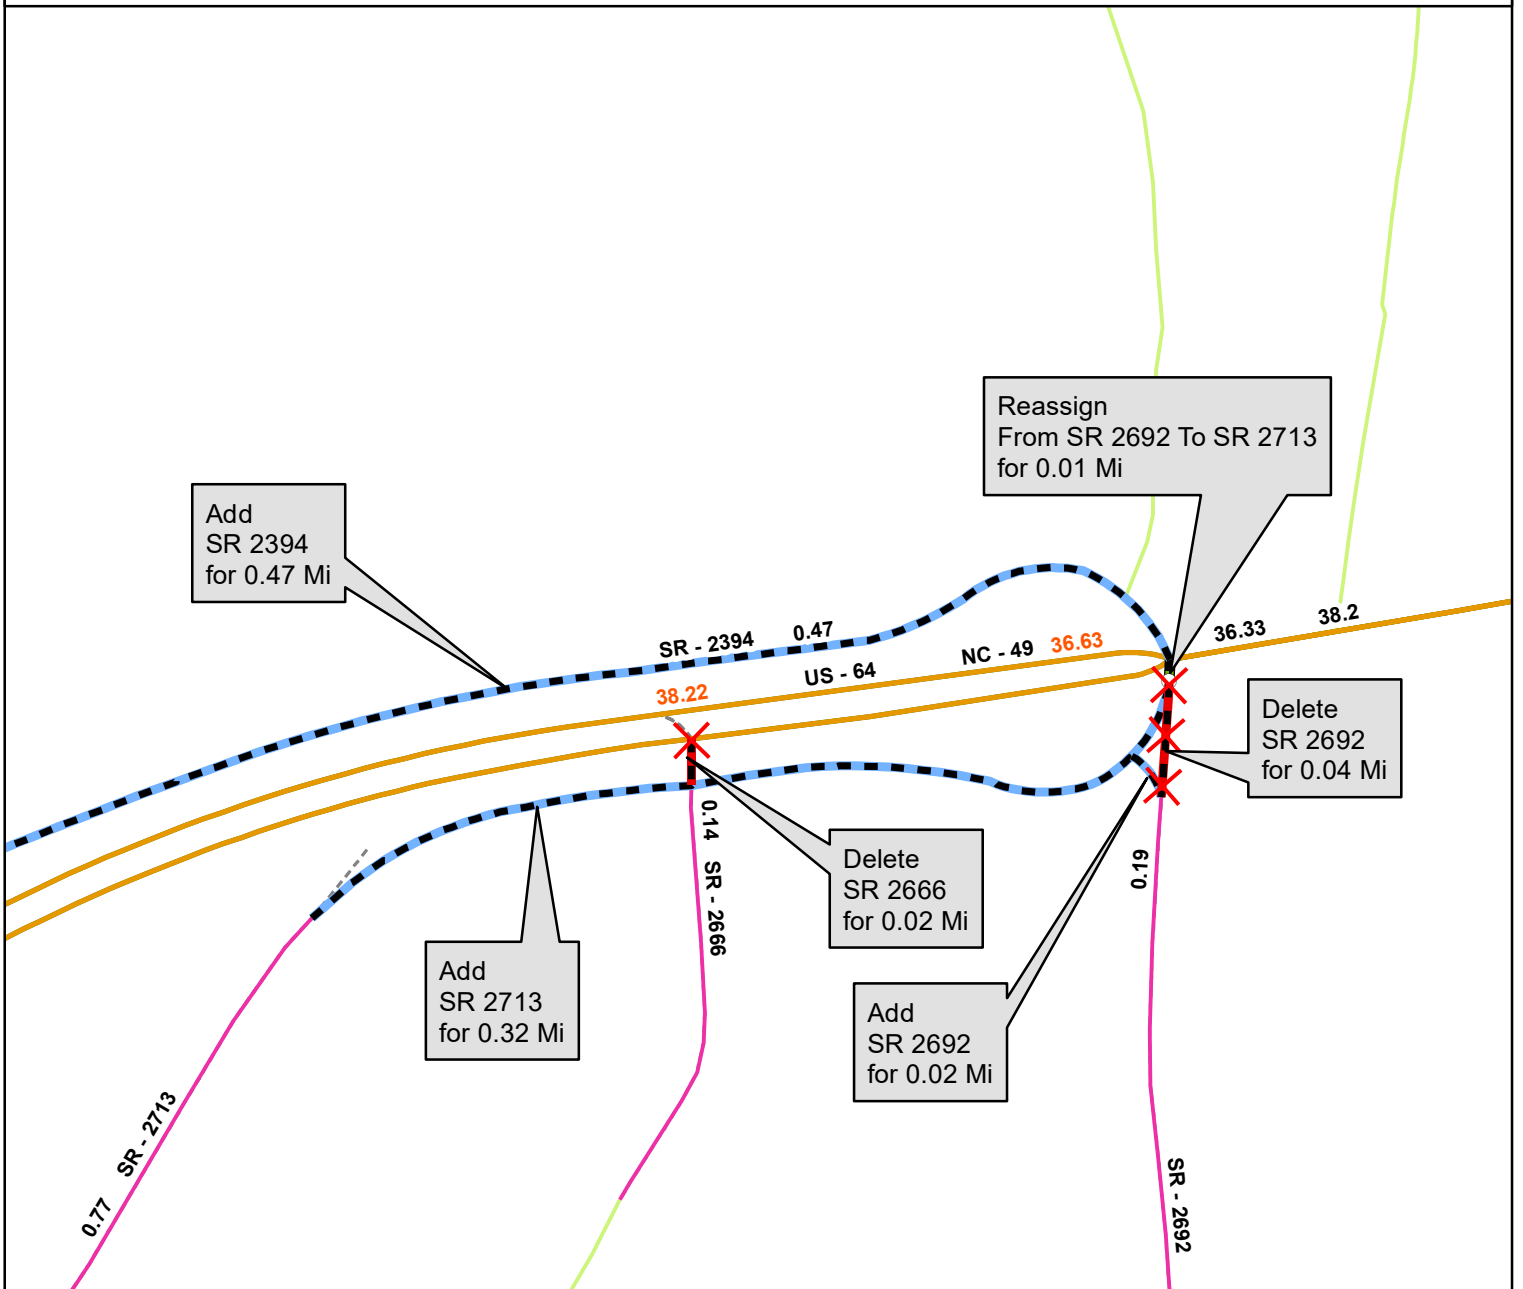 Reassign
From SR 2692 To SR 2713
for 0.01 Mi
Add
SR 2394
for 0.47 Mi
SR - 2394
0.47
NC - 49
36.63
36.33
38.2
US - 64
38.22
Delete
SR 2692
for 0.04 Mi
0.14
SR - 2666
Delete
SR 2666
for 0.02 Mi
0.19
Add
SR 2713
for 0.32 Mi
Add
SR 2692
for 0.02 Mi
SR - 2713
0.77
SR - 2692